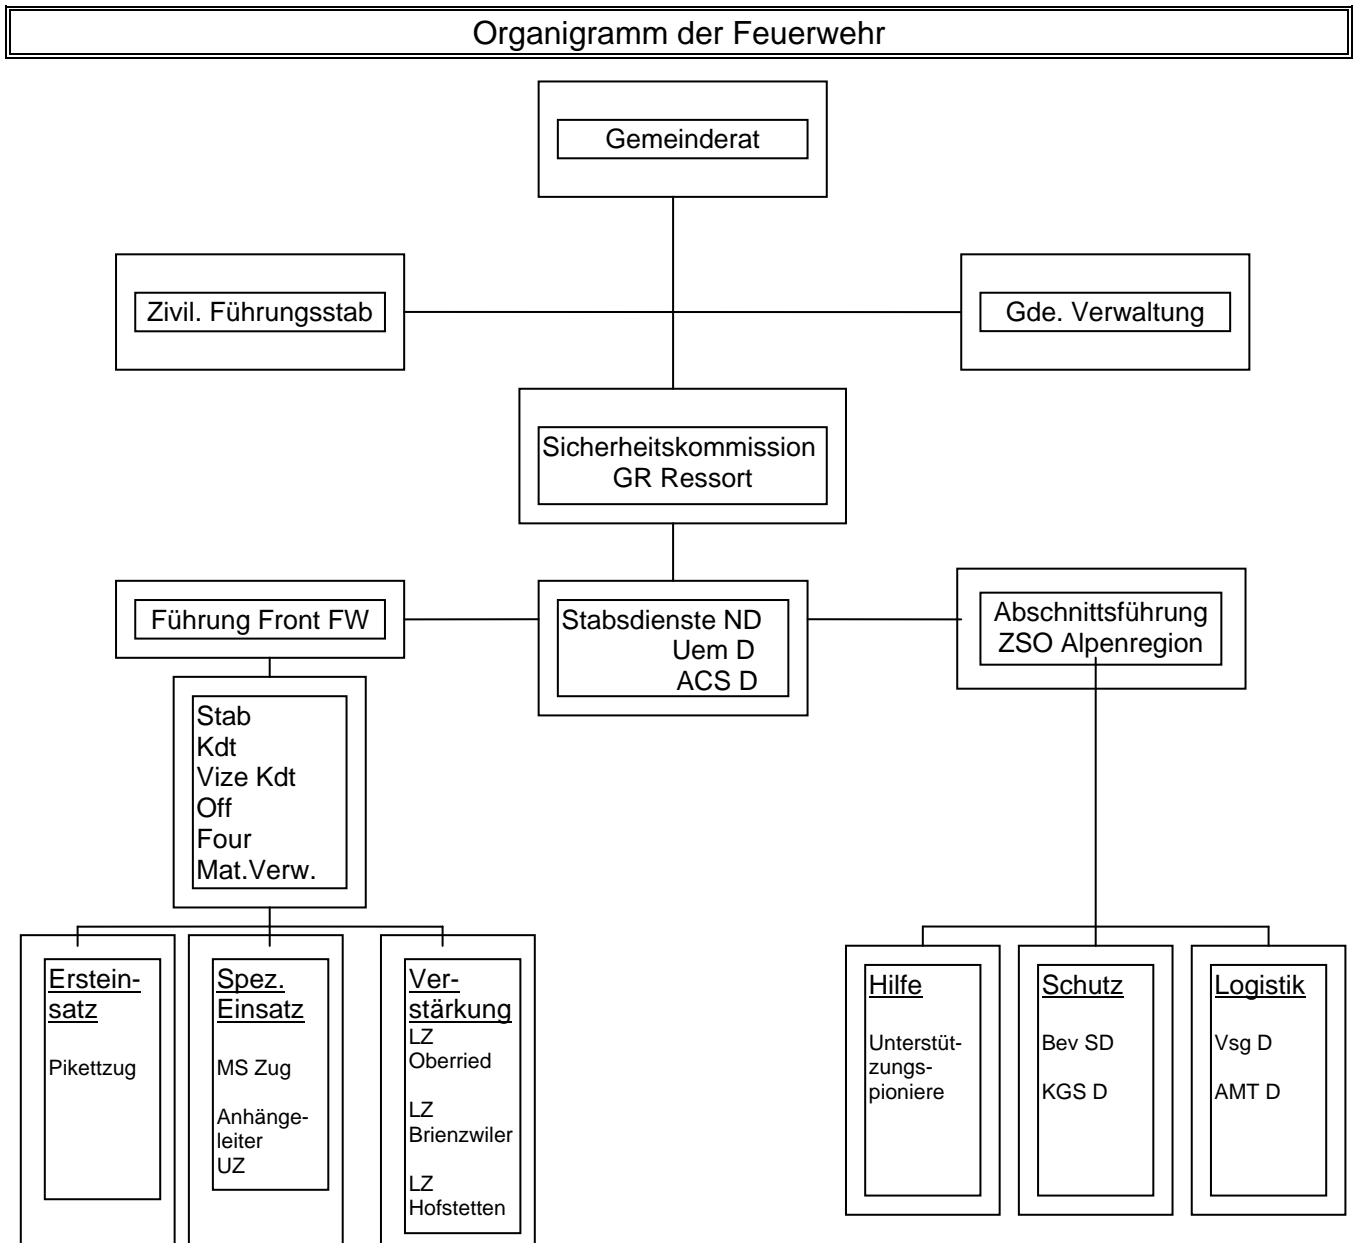 Organigramm der Feuerwehr
Gemeinderat
Zivil. Führungsstab
Gde. Verwaltung
Sicherheitskommission
GR Ressort
Führung Front FW
Stabsdienste ND
Uem D
ACS D
Abschnittsführung
ZSO Alpenregion
Stab
Kdt
Vize Kdt
Off
Four
Mat.Verw.
Erstein-
satz
Pikettzug
Spez.
Einsatz
MS Zug
Anhänge-
leiter
UZ
Ver-
stärkung
LZ
Oberried
LZ
Brienzwiler
LZ
Hofstetten
Hilfe
Unterstüt-
zungs-
pioniere
Schutz
Bev SD
KGS D
Logistik
Vsg D
AMT D